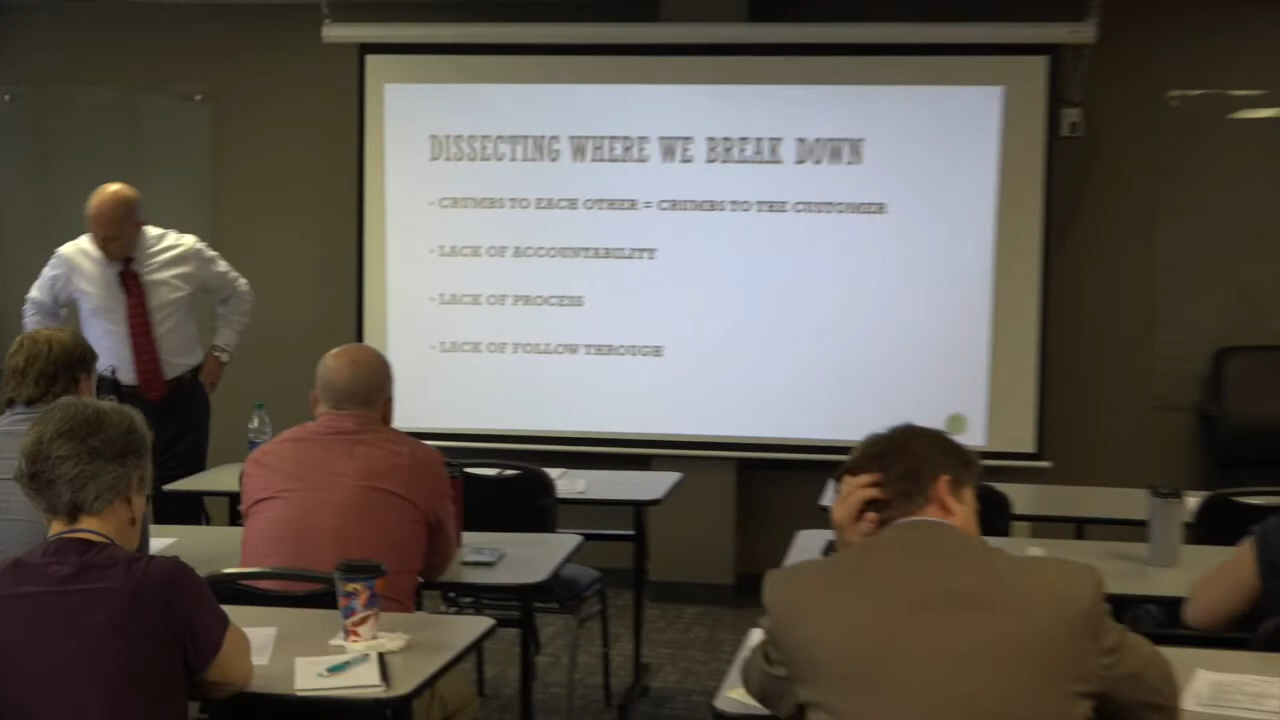 DISSECTING WHERE WE BREAK DOWN
• CRUMBS TO EACH OTHER = CRUMBS TO THE CUSTOMER
• LACK OF ACCOUNTABILITY
• LACK OF PROCESS
• LACK OF FOLLOW THROUGH